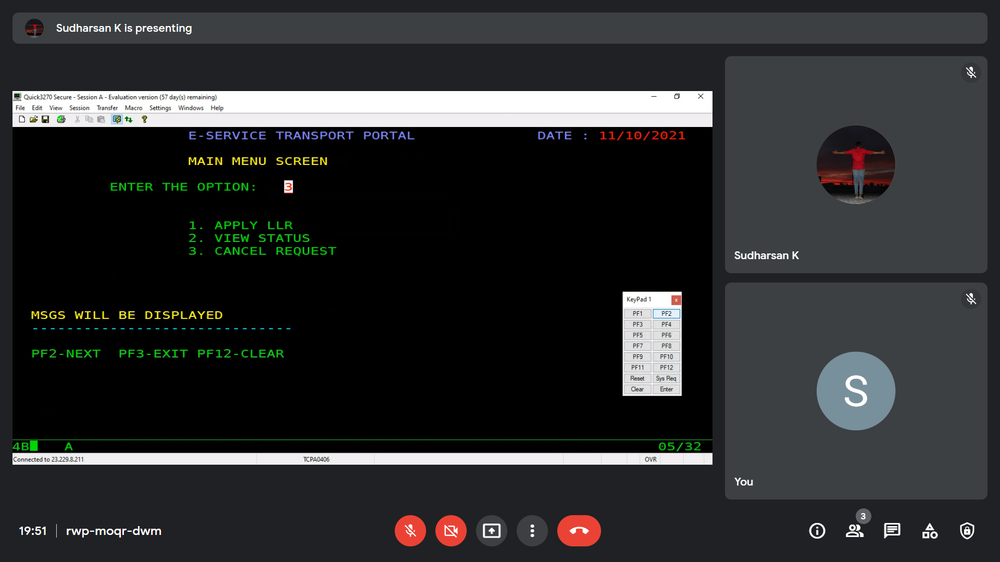 Sudharsan K is presenting
Quick3270 Secure - Session A - Evaluation version (57 day(s) remaining)
File Edit View Session Transfer Macro Settings Windows Help
E-SERVICE TRANSPORT PORTAL DATE : 11/10/2021
MAIN MENU SCREEN
ENTER THE OPTION: 3
1. APPLY LLR
2. VIEW STATUS
3. CANCEL REQUEST
MSGS WILL BE DISPLAYED
------------------------------
PF2-NEXT PF3-EXIT PF12-CLEAR
KeyPad 1 x
PF1 PF2
PF3 PF4
PF5 PF6
PF7 PF8
PF9 PF10
PF11 PF12
Reset Sys Req
Clear Enter
4B A 05/32
Connected to 23.229.8.211 TCPA0406 OVR
Sudharsan K
S
You
19:51 rwp-moqr-dwm
3